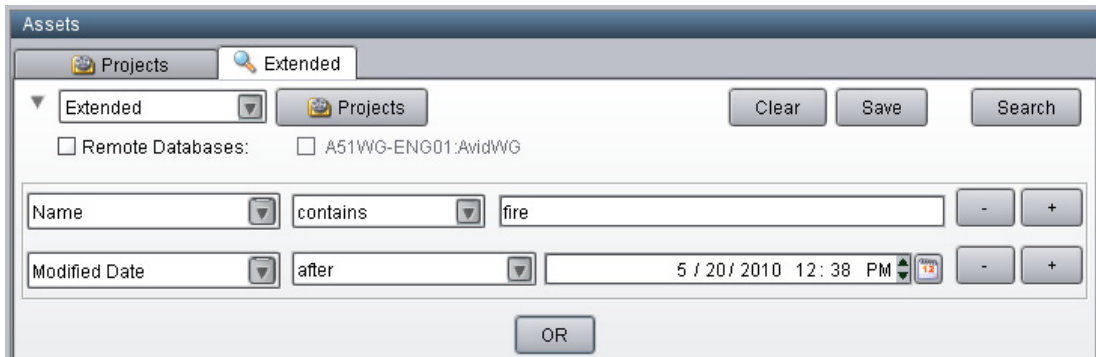 Assets
Projects Extended
Extended Projects Clear Save Search
Remote Databases: A51WG-ENG01:AvidWG
Name contains fire - +
Modified Date after 5 / 20 / 2010 12 : 38 PM 12 - +
OR